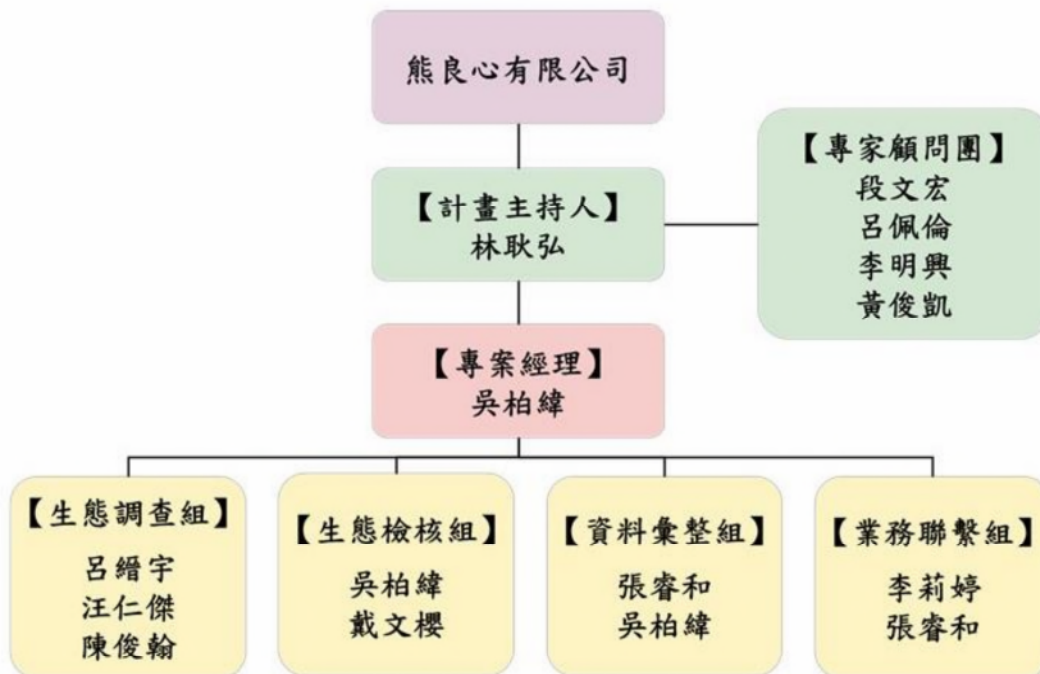 熊良心有限公司
【計畫主持人】
林耿弘
【專家顧問團】
段文宏
呂佩倫
李明興
黃俊凱
【專案經理】
吳柏緯
【生態調查組】
呂縉宇
汪仁傑
陳俊翰
【生態檢核組】
吳柏緯
戴文櫻
【資料彙整組】
張睿和
吳柏緯
【業務聯繫組】
李莉婷
張睿和